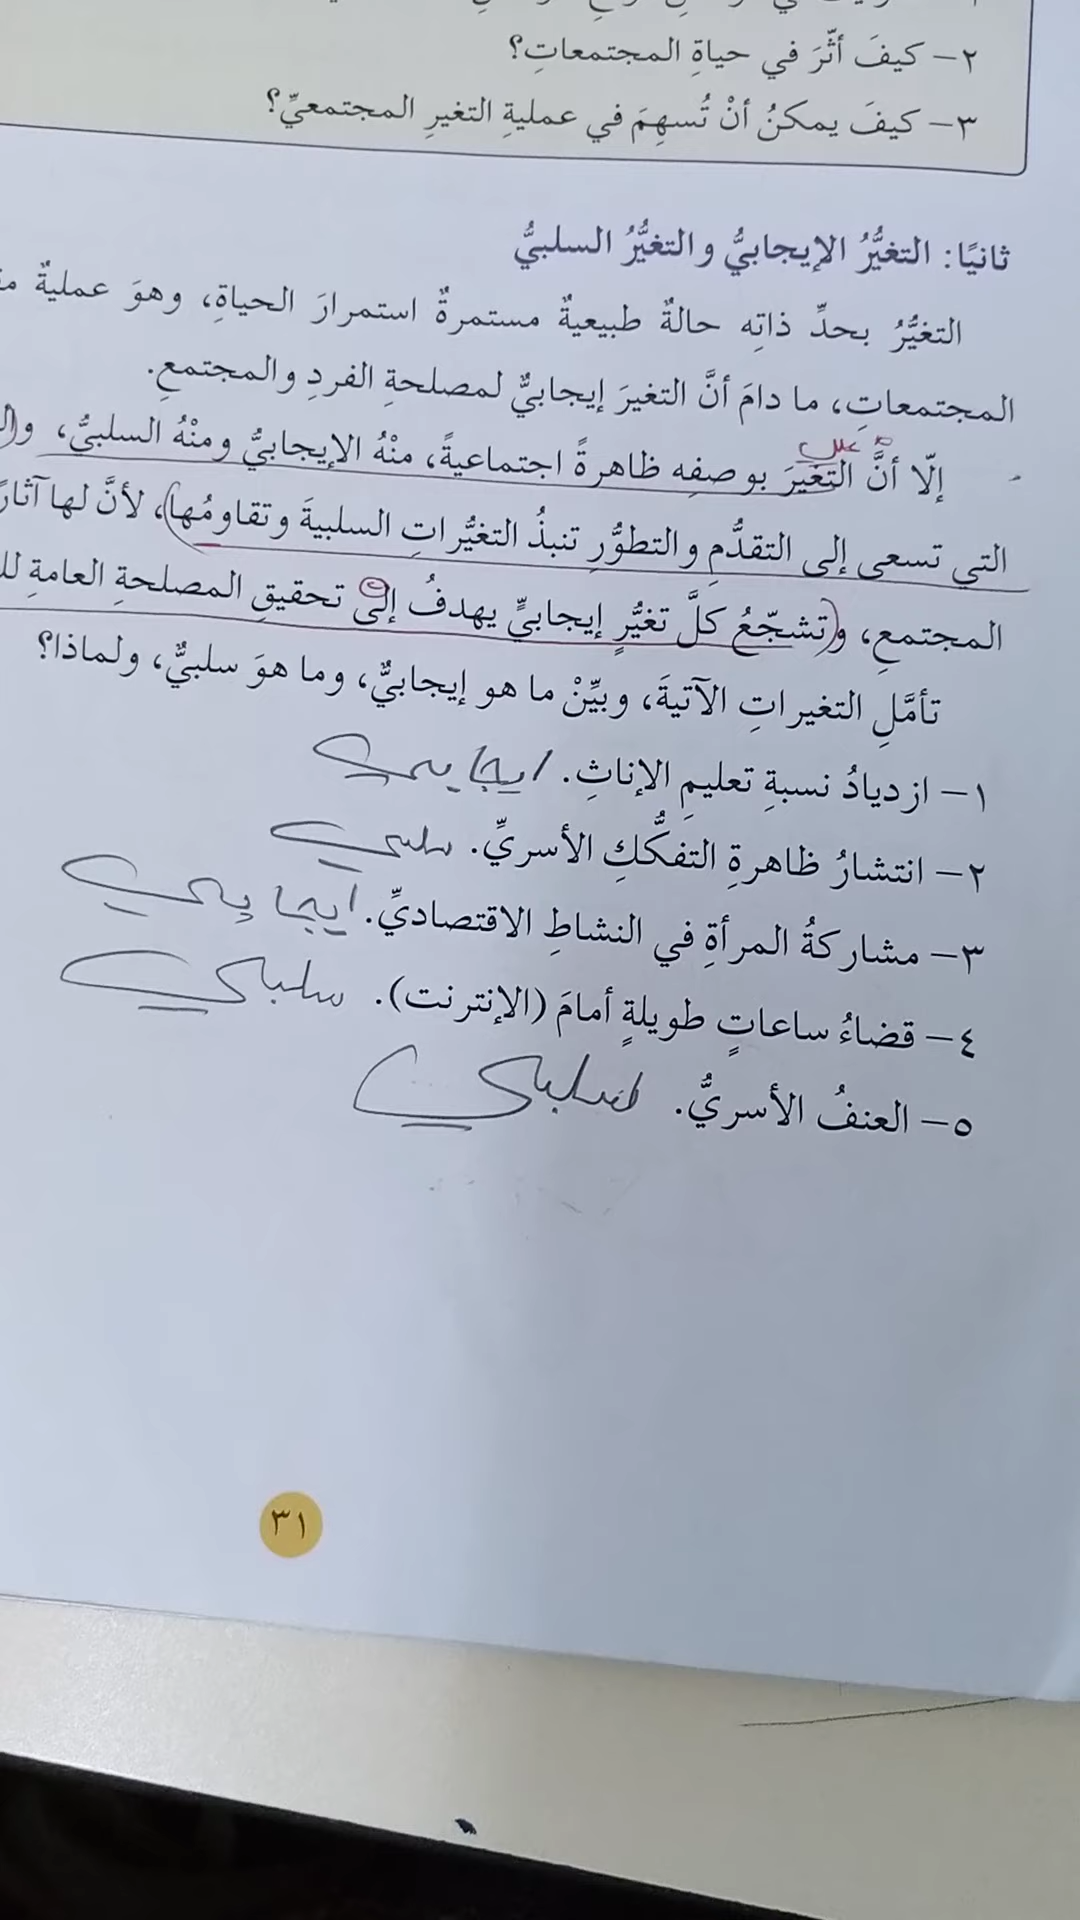 ٢– كيفَ أثّرَ في حياةِ المجتمعاتِ؟
٣– كيفَ يمكنُ أنْ تُسهِمَ في عمليةِ التغيرِ المجتمعيِّ؟
ثانيًا: التغيُّرُ الإيجابيُّ والتغيُّرُ السلبيُّ
التغيُّرُ بحدِّ ذاتِه حالةٌ طبيعيةٌ مستمرةٌ استمرارَ الحياةِ، وهوَ عمليةٌ
المجتمعاتِ، ما دامَ أنَّ التغيرَ إيجابيٌّ لمصلحةِ الفردِ والمجتمعِ.
إلّا أنَّ التغيرَ بوصفِه ظاهرةً اجتماعيةً، منْهُ الإيجابيُّ ومنْهُ السلبيُّ،
التي تسعى إلى التقدُّمِ والتطوُّرِ تنبذُ التغيُّراتِ السلبيةَ وتقاومُها)، لأنَّ لها
المجتمعِ، و(تشجّعُ كلَّ تغيُّرٍ إيجابيٍّ يهدفُ إلى تحقيقِ المصلحةِ العامةِ
تأمَّلِ التغيراتِ الآتيةَ، وبيِّنْ ما هو إيجابيٌّ، وما هوَ سلبيٌّ، ولماذا؟
١– ازديادُ نسبةِ تعليمِ الإناثِ. ايجابي
٢– انتشارُ ظاهرةِ التفكُّكِ الأسريِّ. سلبي
٣– مشاركةُ المرأةِ في النشاطِ الاقتصاديِّ. ايجابي
٤– قضاءُ ساعاتٍ طويلةٍ أمامَ (الإنترنت). سلبي
٥– العنفُ الأسريُّ. سلبي
٣١